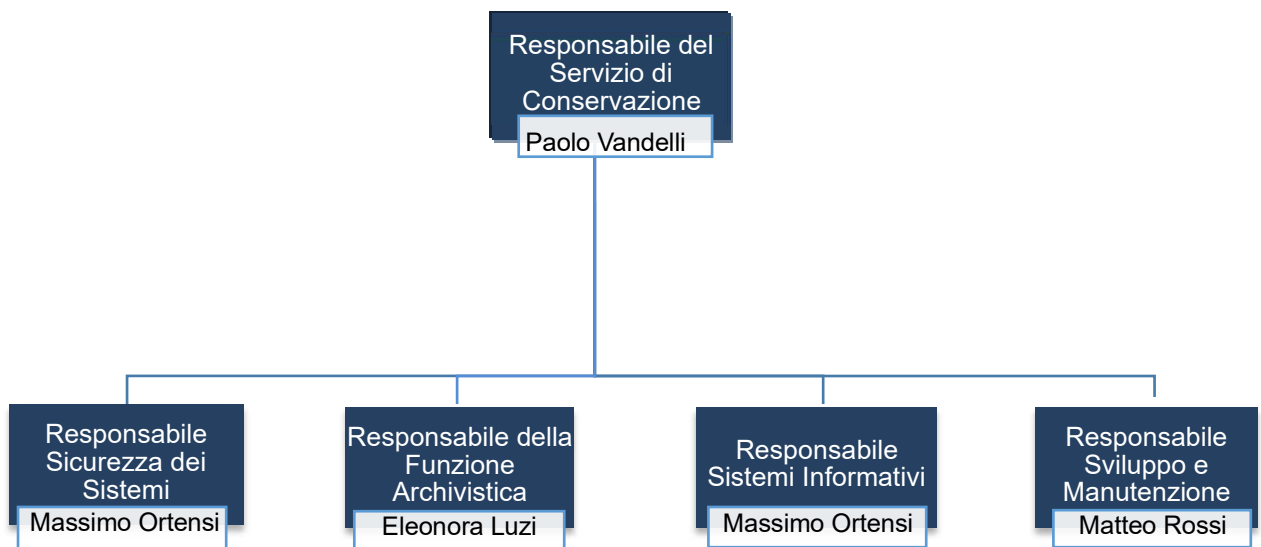 Responsabile del
Servizio di
Conservazione
Paolo Vandelli
Responsabile
Sicurezza dei
Sistemi
Massimo Ortensi
Responsabile della
Funzione
Archivistica
Eleonora Luzi
Responsabile
Sistemi Informativi
Massimo Ortensi
Responsabile
Sviluppo e
Manutenzione
Matteo Rossi